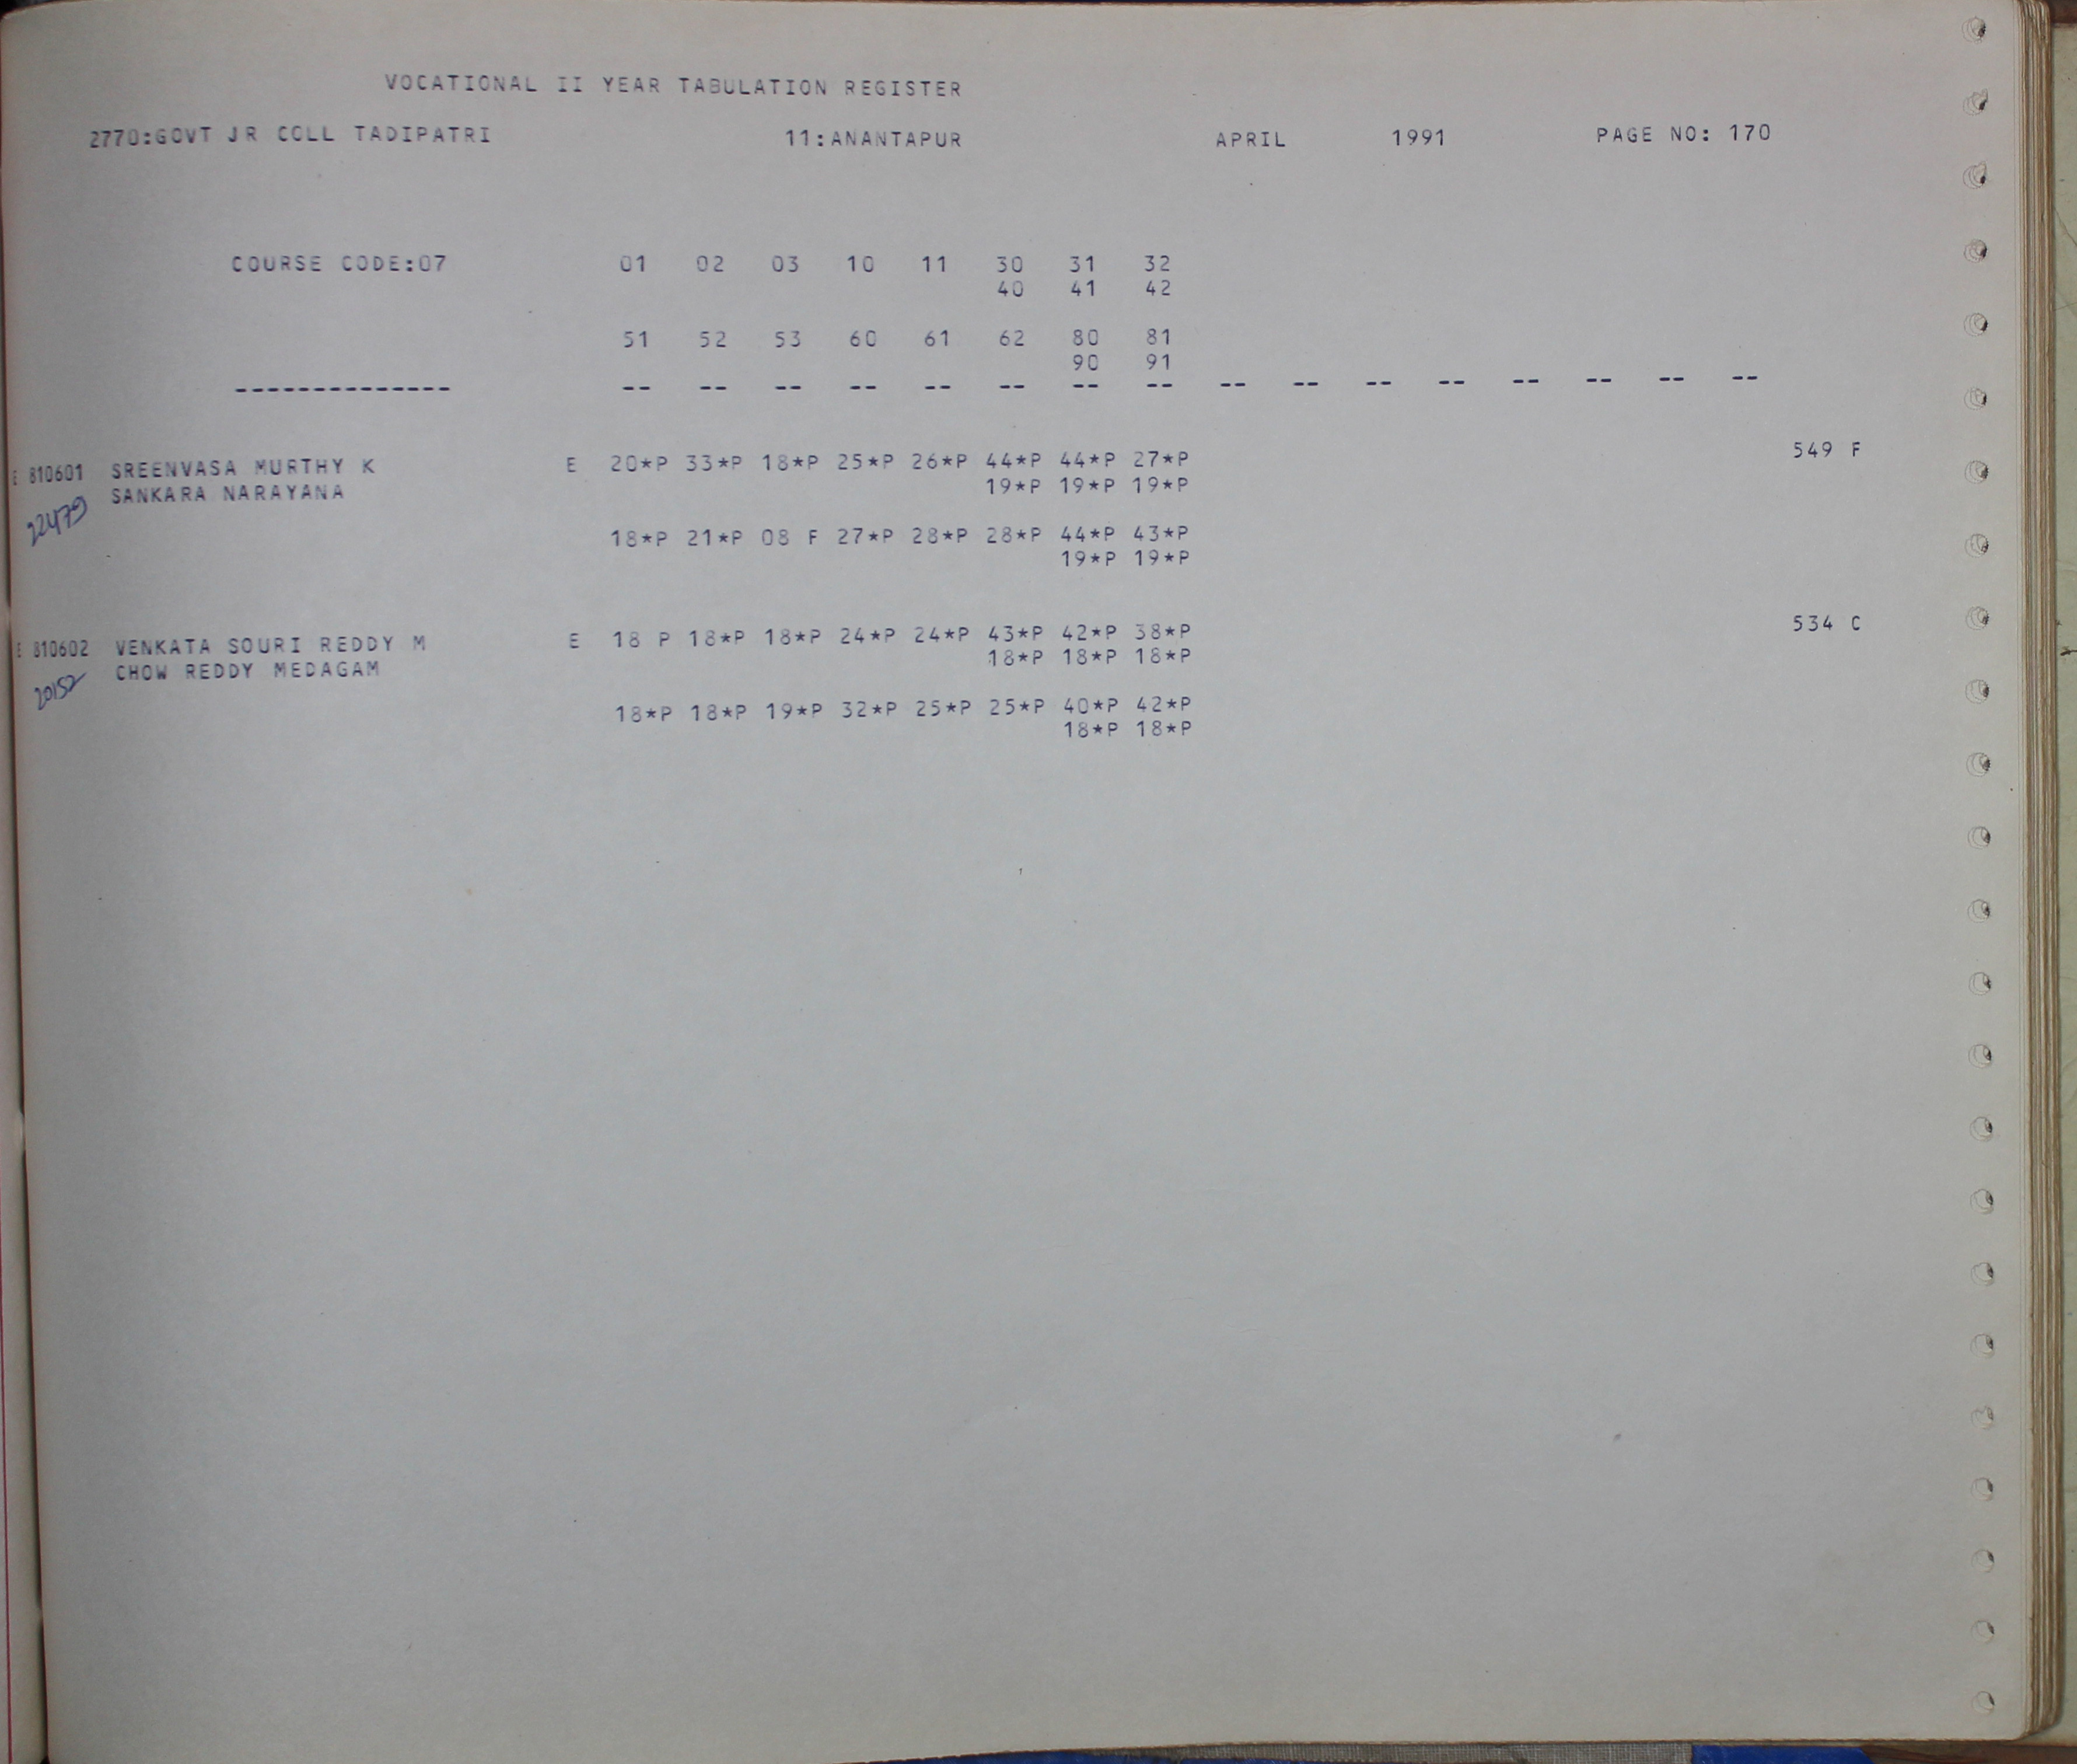 VOCATIONAL II YEAR TABULATION REGISTER
2770:GOVT JR COLL TADIPATRI 11:ANANTAPUR APRIL 1991 PAGE NO: 170
COURSE CODE:07 01 02 03 10 11 30 31 32
40 41 42
51 52 53 60 61 62 80 81
90 91
-------------- -- -- -- -- -- -- -- -- -- -- -- -- -- -- -- --
E 810601 SREENVASA MURTHY K E 20*P 33*P 18*P 25*P 26*P 44*P 44*P 27*P 549 F
SANKARA NARAYANA 19*P 19*P 19*P
22479
18*P 21*P 08 F 27*P 28*P 28*P 44*P 43*P
19*P 19*P
E 810602 VENKATA SOURI REDDY M E 18 P 18*P 18*P 24*P 24*P 43*P 42*P 38*P 534 C
CHOW REDDY MEDAGAM 18*P 18*P 18*P
20152
18*P 18*P 19*P 32*P 25*P 25*P 40*P 42*P
18*P 18*P